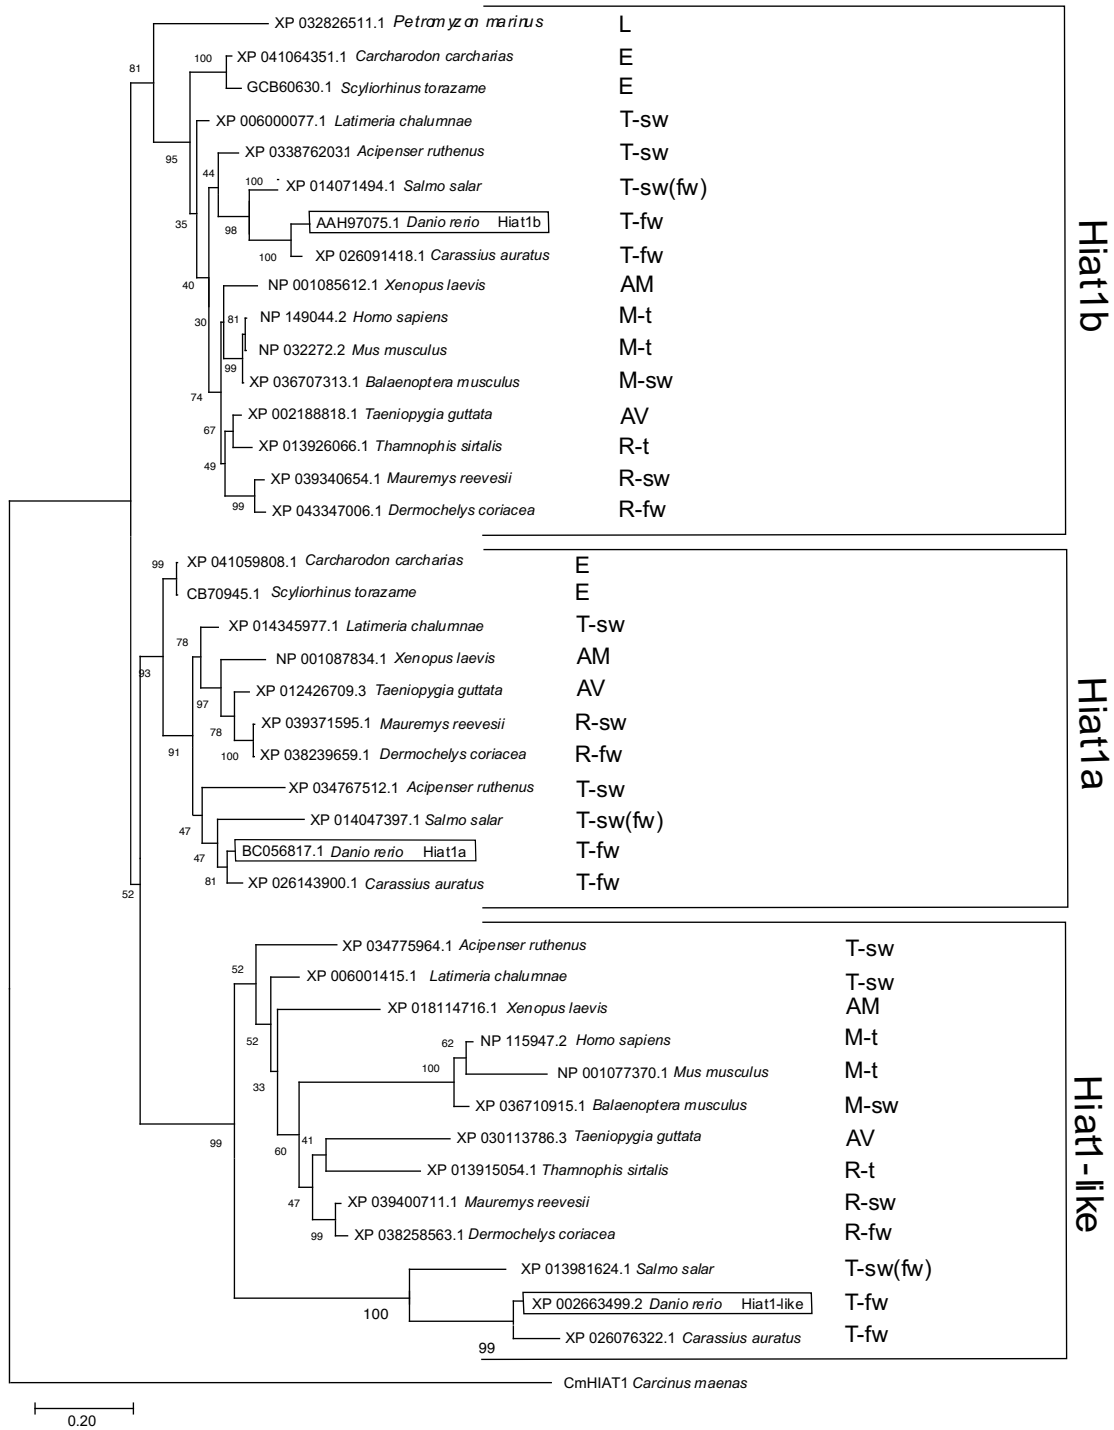 XP 032826511.1 Petromyzon marinus L
XP 041064351.1 Carcharodon carcharias E
100
GCB60630.1 Scyliorhinus torazame E
81
XP 006000077.1 Latimeria chalumnae T-sw
XP 033876203.1 Acipenser ruthenus T-sw
95
44
100
XP 014071494.1 Salmo salar T-sw(fw)
35
98
AAH97075.1 Danio rerio Hiat1b T-fw
100
XP 026091418.1 Carassius auratus T-fw
40
NP 001085612.1 Xenopus laevis AM
30
81
NP 149044.2 Homo sapiens M-t
NP 032272.2 Mus musculus M-t
99
XP 036707313.1 Balaenoptera musculus M-sw
74
XP 002188818.1 Taeniopygia guttata AV
67
XP 013926066.1 Thamnophis sirtalis R-t
49
XP 039340654.1 Mauremys reevesii R-sw
99
XP 043347006.1 Dermochelys coriacea R-fw
Hiat1b
99
XP 041059808.1 Carcharodon carcharias E
CB70945.1 Scyliorhinus torazame E
XP 014345977.1 Latimeria chalumnae T-sw
78
NP 001087834.1 Xenopus laevis AM
93
XP 012426709.3 Taeniopygia guttata AV
97
XP 039371595.1 Mauremys reevesii R-sw
78
100
XP 038239659.1 Dermochelys coriacea R-fw
91
XP 034767512.1 Acipenser ruthenus T-sw
XP 014047397.1 Salmo salar T-sw(fw)
47
BC056817.1 Danio rerio Hiat1a T-fw
47
81
XP 026143900.1 Carassius auratus T-fw
Hiat1a
52
XP 034775964.1 Acipenser ruthenus T-sw
52
XP 006001415.1 Latimeria chalumnae T-sw
XP 018114716.1 Xenopus laevis AM
52
62
NP 115947.2 Homo sapiens M-t
100
NP 001077370.1 Mus musculus M-t
33
XP 036710915.1 Balaenoptera musculus M-sw
99
41
XP 030113786.3 Taeniopygia guttata AV
60
XP 013915054.1 Thamnophis sirtalis R-t
47
XP 039400711.1 Mauremys reevesii R-sw
99
XP 038258563.1 Dermochelys coriacea R-fw
XP 013981624.1 Salmo salar T-sw(fw)
100
XP 002663499.2 Danio rerio Hiat1-like T-fw
99
XP 026076322.1 Carassius auratus T-fw
Hiat1-like
CmHIAT1 Carcinus maenas
0.20